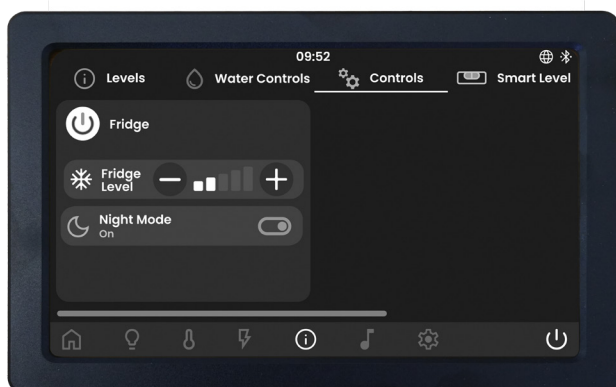 09:52
Levels
Water Controls
Controls
Smart Level
Fridge
Fridge
Level
Night Mode
On